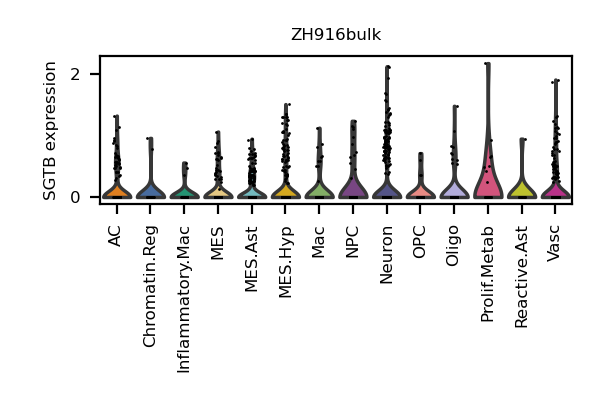 ZH916bulk
SGTB expression
2
0
AC
Chromatin.Reg
Inflammatory.Mac
MES
MES.Ast
MES.Hyp
Mac
NPC
Neuron
OPC
Oligo
Prolif.Metab
Reactive.Ast
Vasc